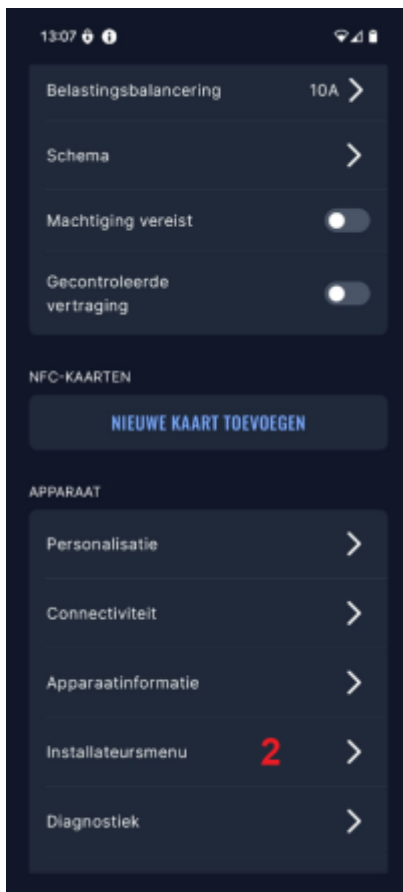 13:07
Belastingsbalancering 10A
Schema
Machtiging vereist
Gecontroleerde
vertraging
NFC-KAARTEN
NIEUWE KAART TOEVOEGEN
APPARAAT
Personalisatie
Connectiviteit
Apparaatinformatie
Installateursmenu 2
Diagnostiek